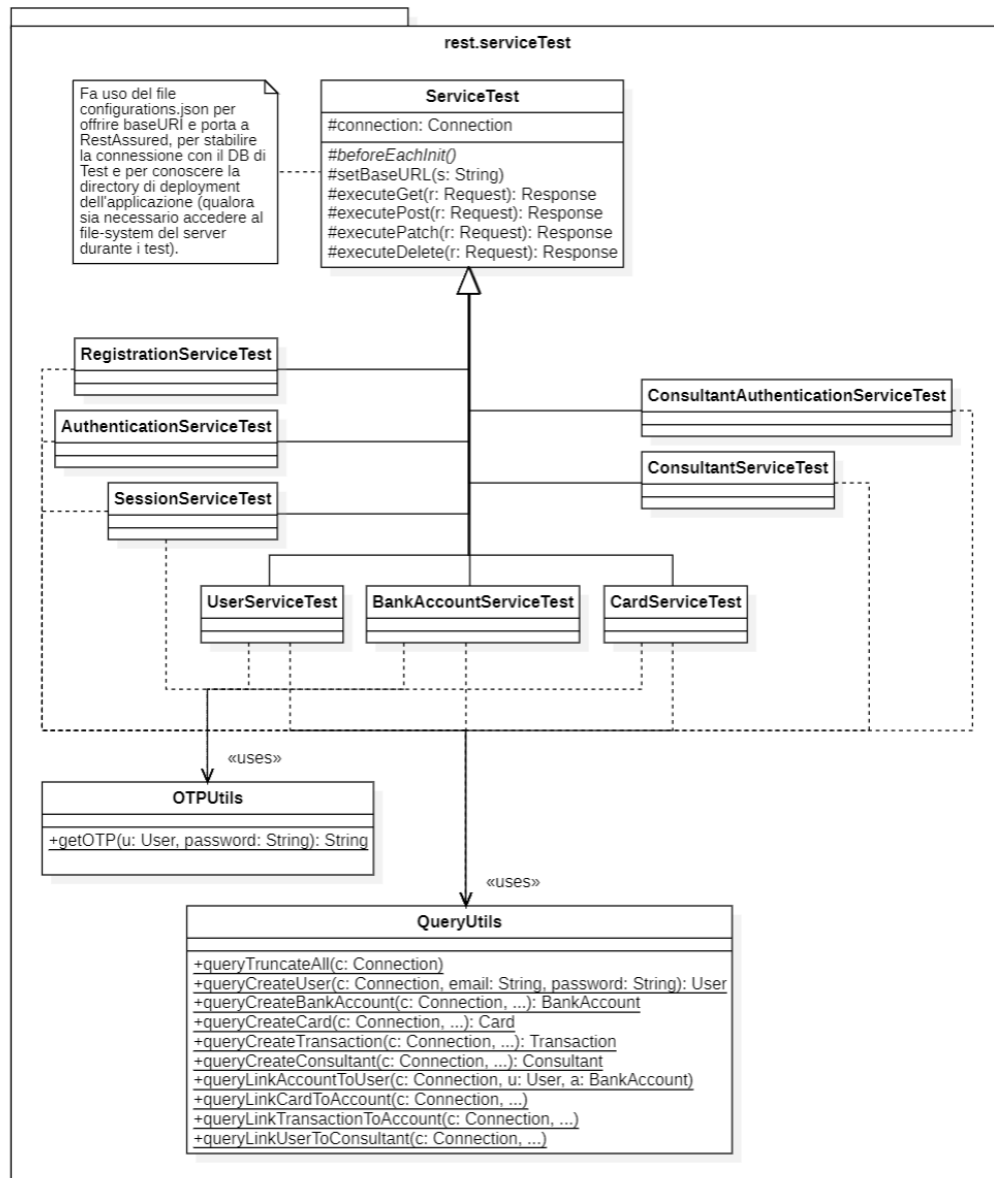 rest.serviceTest
Fa uso del file
configurations.json per
offrire baseURI e porta a
RestAssured, per stabilire
la connessione con il DB di
Test e per conoscere la
directory di deployment
dell'applicazione (qualora
sia necessario accedere al
file-system del server
durante i test).
ServiceTest
#connection: Connection
#beforeEachInit()
#setBaseURL(s: String)
#executeGet(r: Request): Response
#executePost(r: Request): Response
#executePatch(r: Request): Response
#executeDelete(r: Request): Response
RegistrationServiceTest
ConsultantAuthenticationServiceTest
AuthenticationServiceTest
ConsultantServiceTest
SessionServiceTest
UserServiceTest
BankAccountServiceTest
CardServiceTest
«uses»
OTPUtils
+getOTP(u: User, password: String): String
«uses»
QueryUtils
+queryTruncateAll(c: Connection)
+queryCreateUser(c: Connection, email: String, password: String): User
+queryCreateBankAccount(c: Connection, ...): BankAccount
+queryCreateCard(c: Connection, ...): Card
+queryCreateTransaction(c: Connection, ...): Transaction
+queryCreateConsultant(c: Connection, ...): Consultant
+queryLinkAccountToUser(c: Connection, u: User, a: BankAccount)
+queryLinkCardToAccount(c: Connection, ...)
+queryLinkTransactionToAccount(c: Connection, ...)
+queryLinkUserToConsultant(c: Connection, ...)